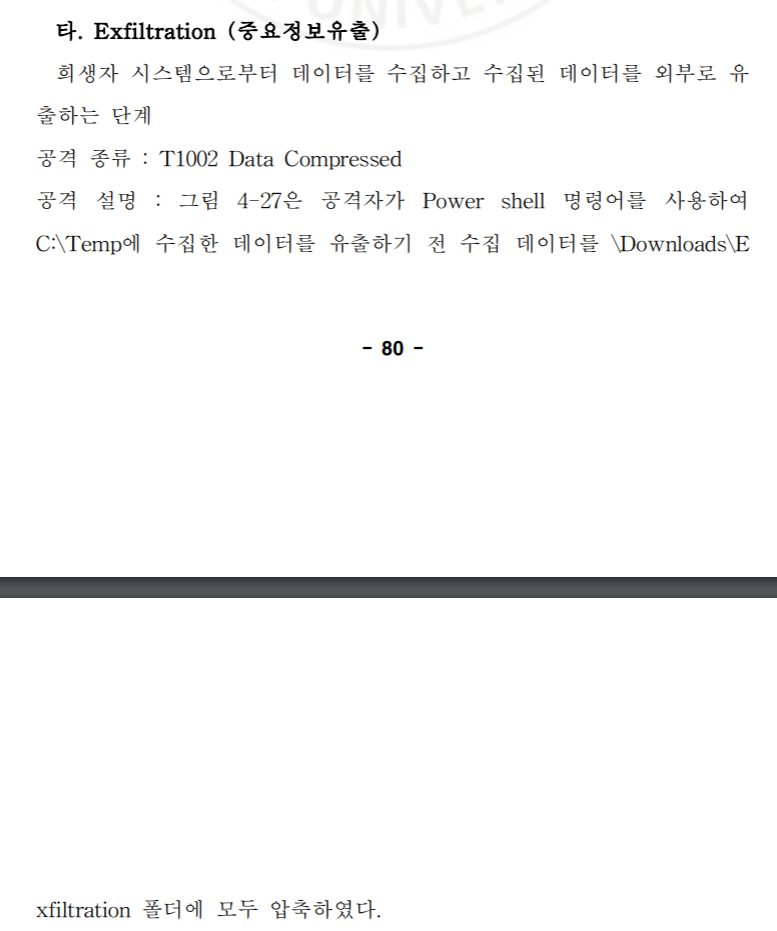 UNIVE
타. Exfiltration (중요정보유출)
희생자 시스템으로부터 데이터를 수집하고 수집된 데이터를 외부로 유
출하는 단계
공격 종류 : T1002 Data Compressed
공격 설명 : 그림 4-27은 공격자가 Power shell 명령어를 사용하여
C:\Temp에 수집한 데이터를 유출하기 전 수집 데이터를 \Downloads\E
- 80 -
xfiltration 폴더에 모두 압축하였다.